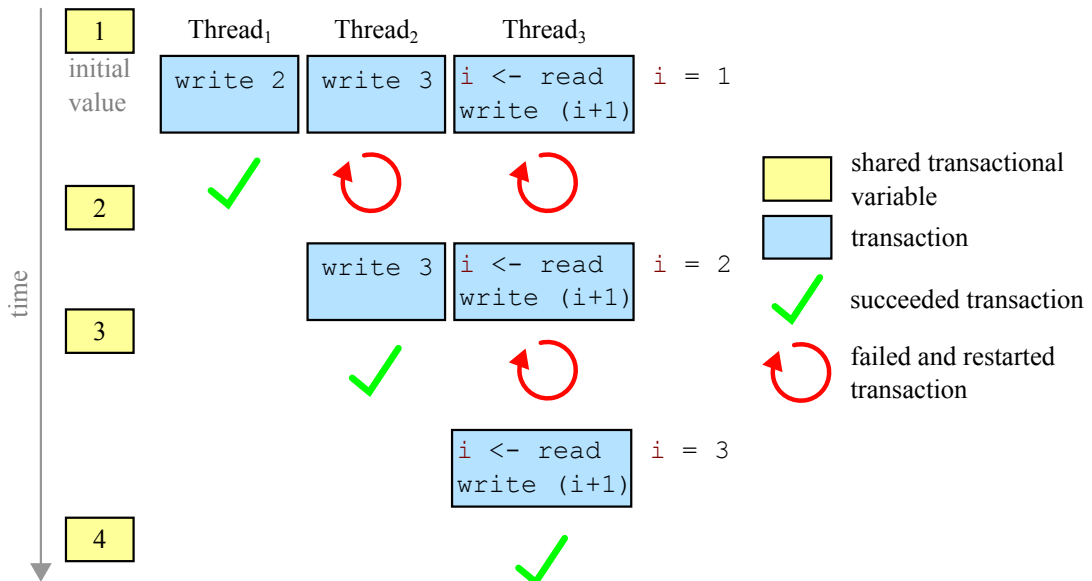 1 Thread₁ Thread₂ Thread₃
initial
value
write 2 write 3 i <- read i = 1
write (i+1)
shared transactional
variable
2
transaction
write 3 i <- read i = 2
write (i+1)
time
succeeded transaction
3
failed and restarted
transaction
i <- read i = 3
write (i+1)
4